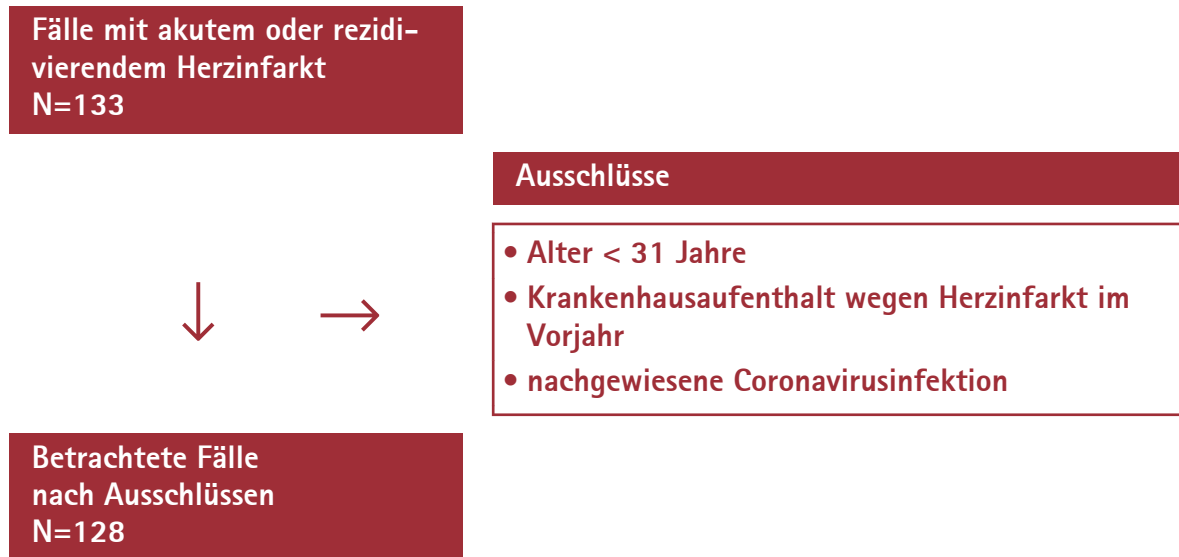 Fälle mit akutem oder rezidi-
vierendem Herzinfarkt
N=133
Ausschlüsse
• Alter < 31 Jahre
• Krankenhausaufenthalt wegen Herzinfarkt im
Vorjahr
• nachgewiesene Coronavirusinfektion
Betrachtete Fälle
nach Ausschlüssen
N=128